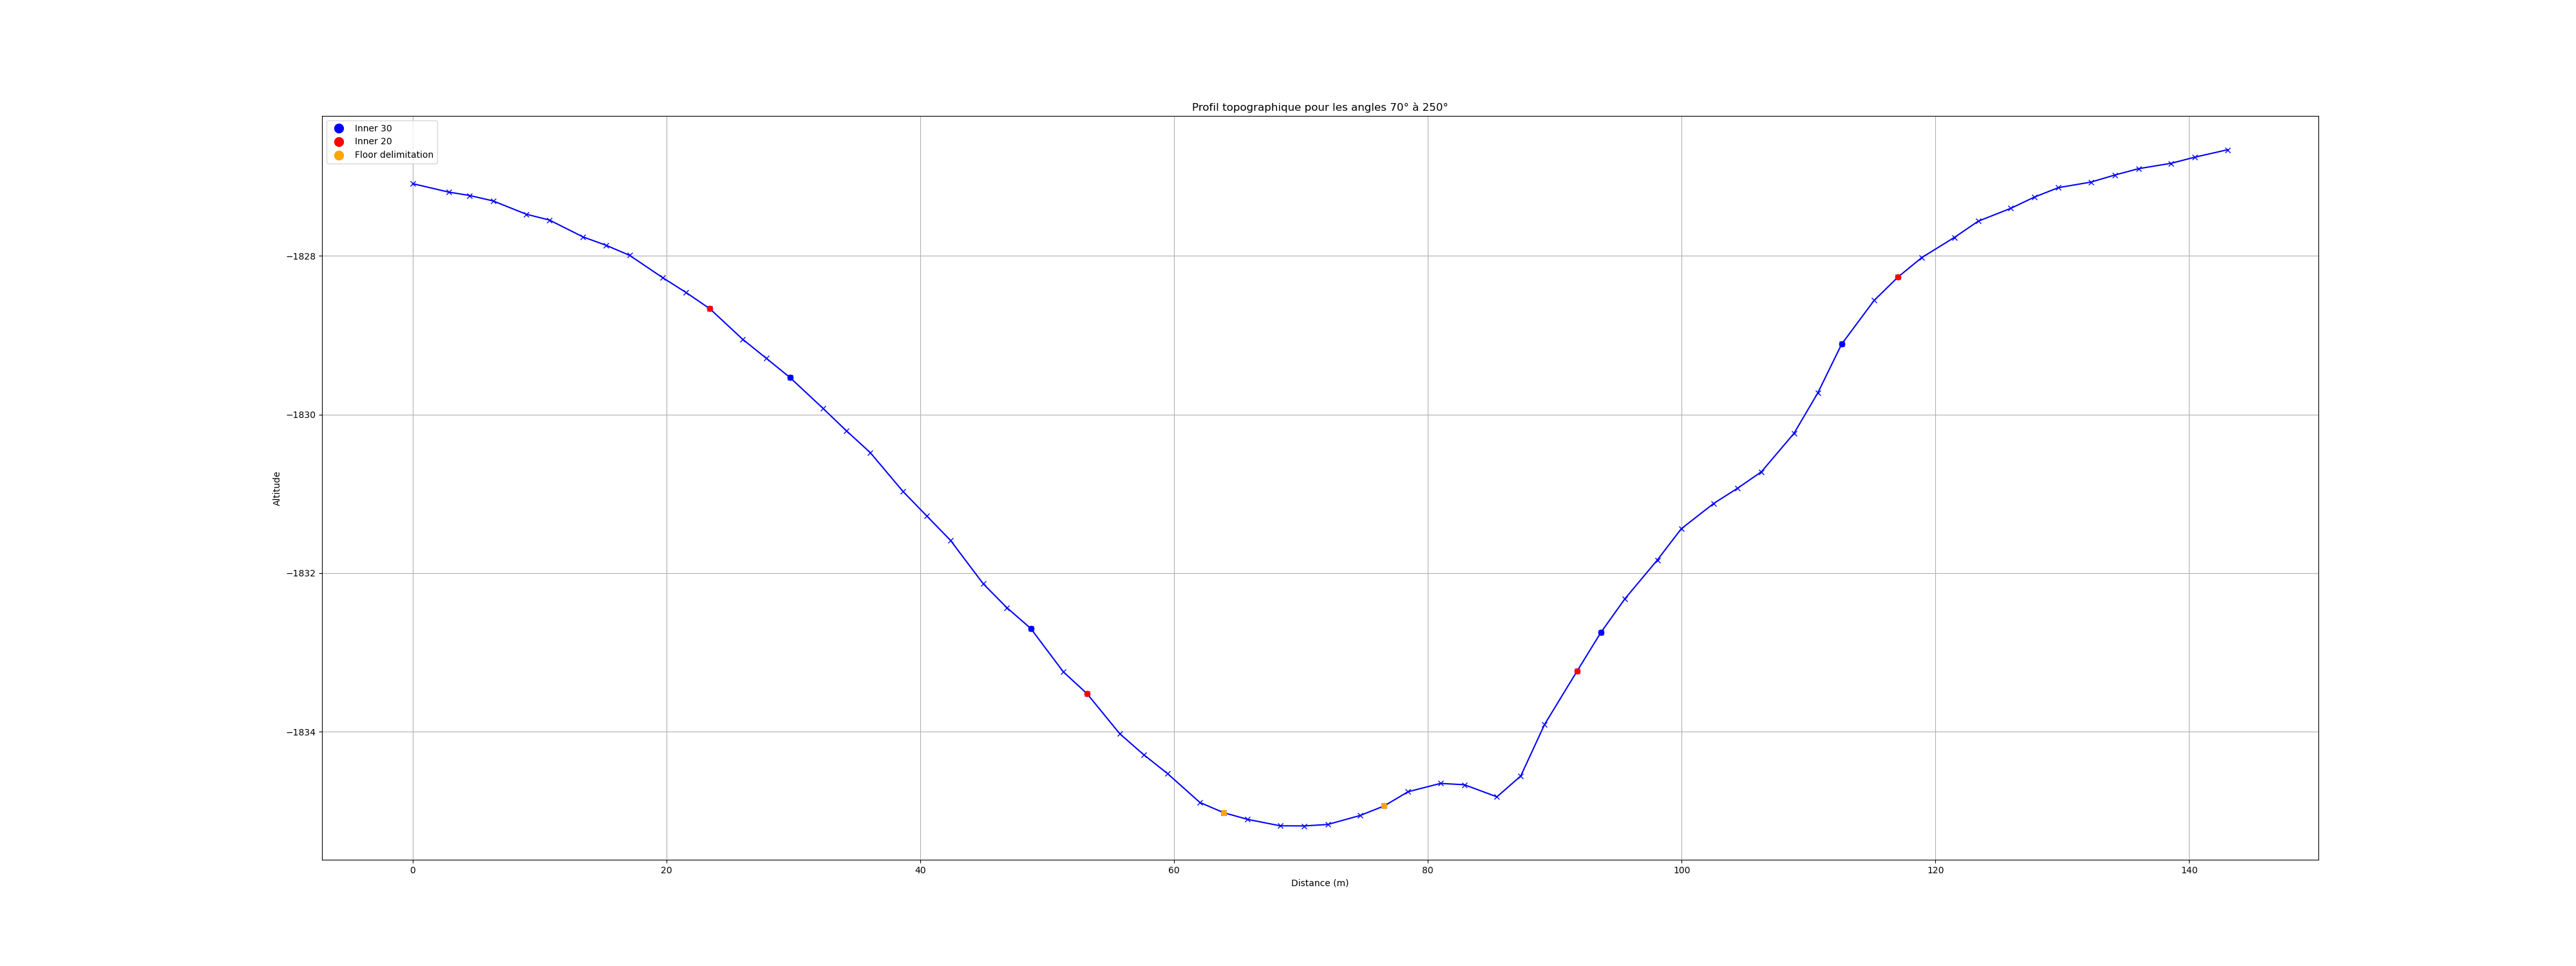 Profil topographique pour les angles 70° à 250°
Inner 30
Inner 20
Floor delimitation
Altitude
−1828
−1830
−1832
−1834
0 20 40 60 80 100 120 140
Distance (m)